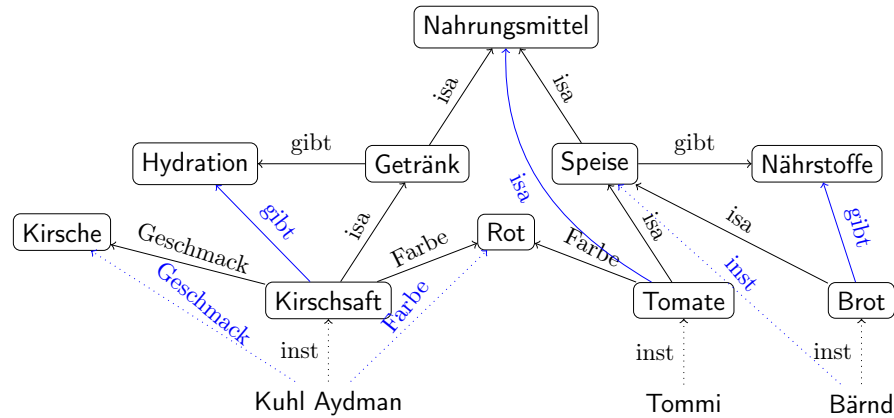 Nahrungsmittel
isa
isa
gibt
gibt
Hydration
Getränk
Speise
Nährstoffe
isa
gibt
isa
isa
isa
gibt
Kirsche
Geschmack
Farbe
Rot
Farbe
Geschmack
Farbe
inst
Kirschsaft
Tomate
Brot
inst
inst
inst
Kuhl Aydman
Tommi
Bärnd